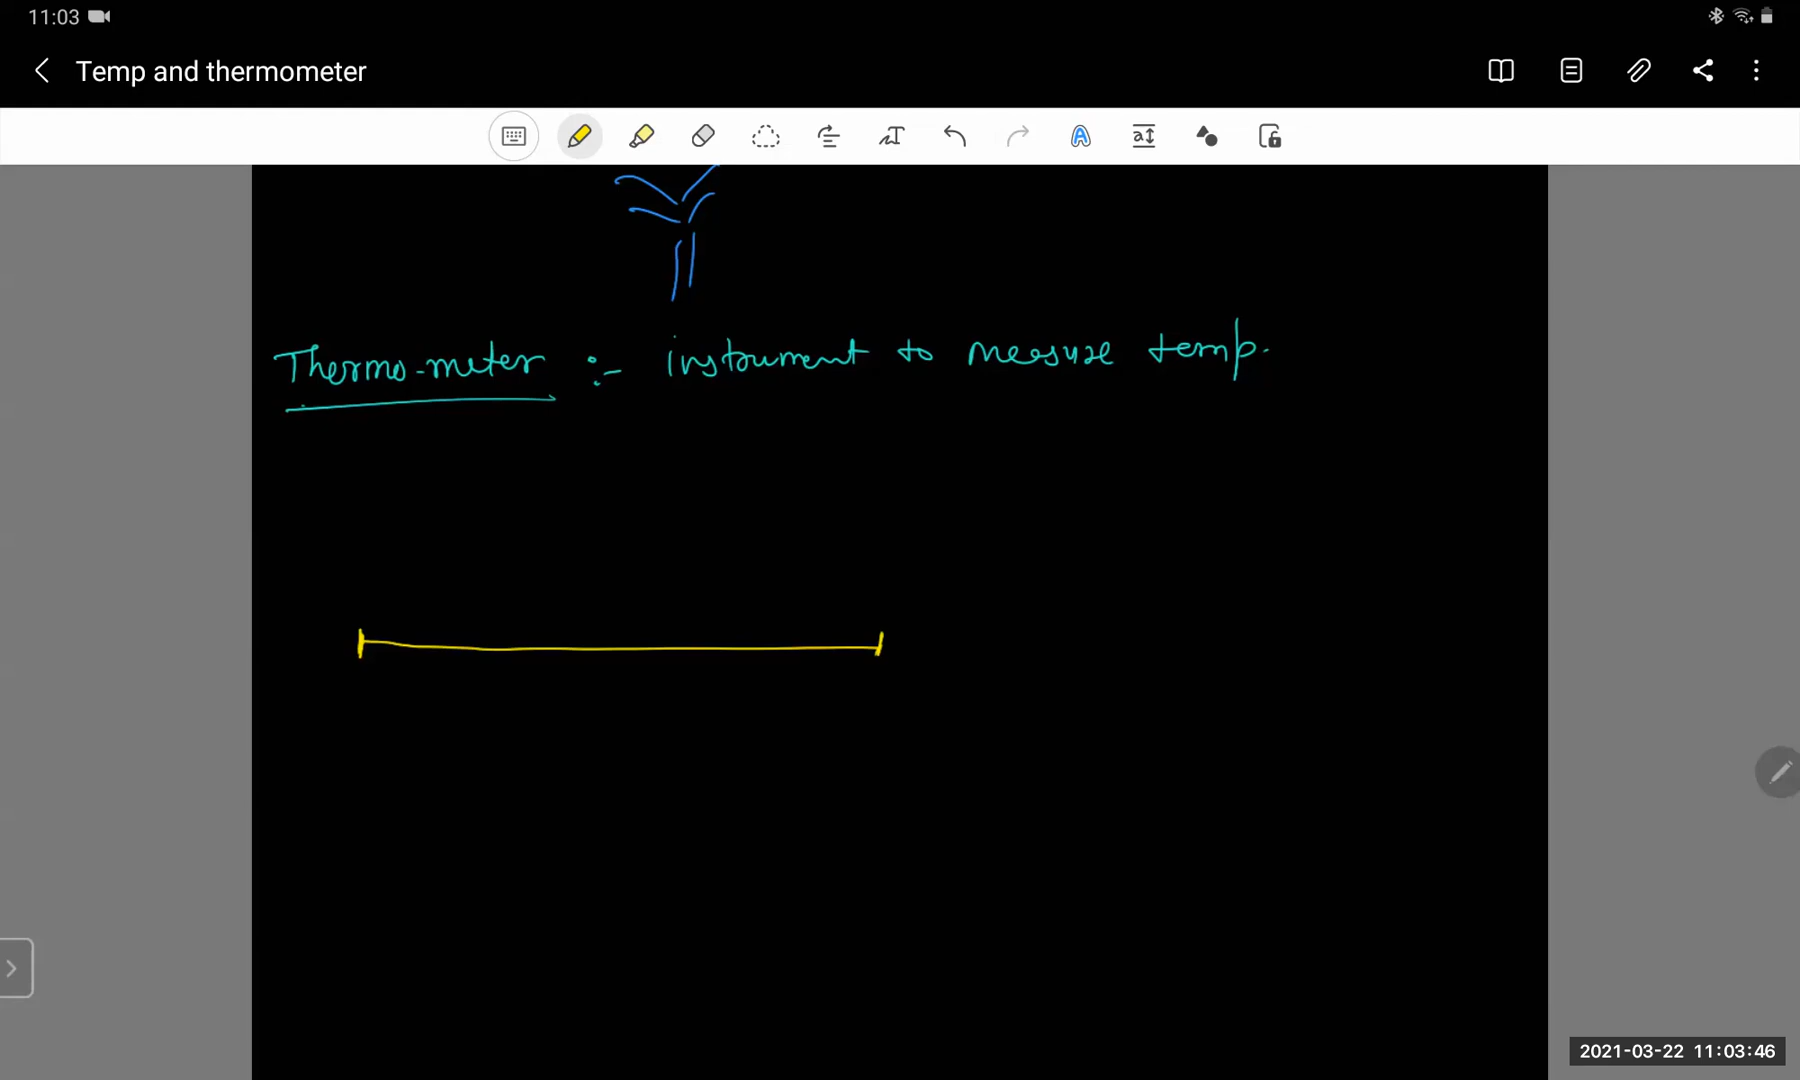 11:03
Temp and thermometer
Thermo-meter :- instrument to measure temp.
2021-03-22 11:03:46